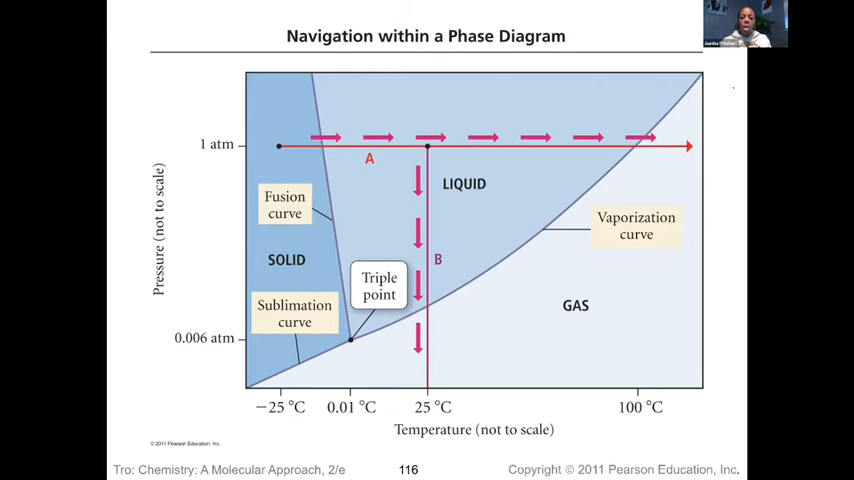 Navigation within a Phase Diagram
1 atm
A
LIQUID
Fusion
curve
Vaporization
curve
Pressure (not to scale)
SOLID
B
Triple
point
Sublimation
curve
GAS
0.006 atm
−25 °C
0.01 °C
25 °C
100 °C
Temperature (not to scale)
© 2011 Pearson Education, Inc.
Tro: Chemistry: A Molecular Approach, 2/e
116
Copyright © 2011 Pearson Education, Inc.